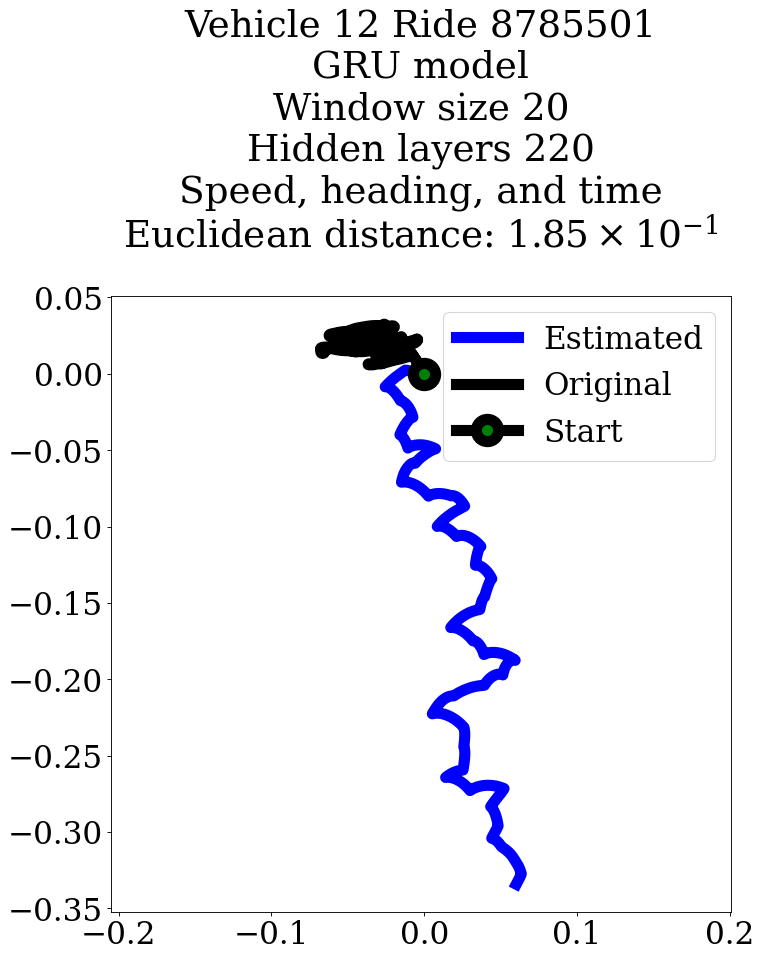 Vehicle 12 Ride 8785501
GRU model
Window size 20
Hidden layers 220
Speed, heading, and time
Euclidean distance: 1.85 × 10⁻¹
0.05
0.00
−0.05
−0.10
−0.15
−0.20
−0.25
−0.30
−0.35
Estimated
Original
Start
−0.2 −0.1 0.0 0.1 0.2